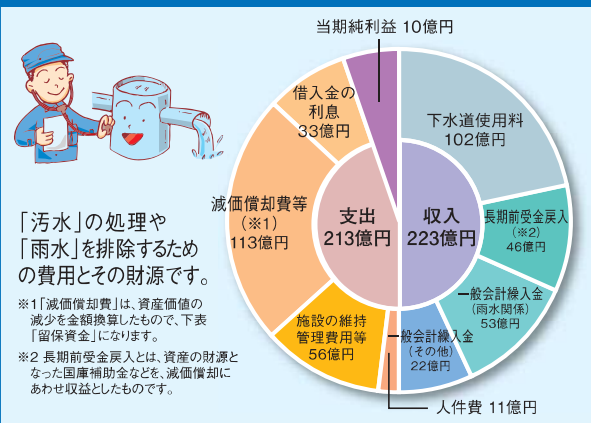 当期純利益 10億円
借入金の
利息
33億円
下水道使用料
102億円
減価償却費等
(※1)
113億円
支出
213億円
収入
223億円
長期前受金戻入
(※2)
46億円
一般会計繰入金
(雨水関係)
53億円
施設の維持
管理費用等
56億円
一般会計繰入金
(その他)
22億円
人件費 11億円
「汚水」の処理や
「雨水」を排除するため
の費用とその財源です。
※1「減価償却費」は、資産価値の
減少を金額換算したもので、下表
「留保資金」になります。
※2 長期前受金戻入とは、資産の財源と
なった国庫補助金などを、減価償却に
あわせ収益としたものです。